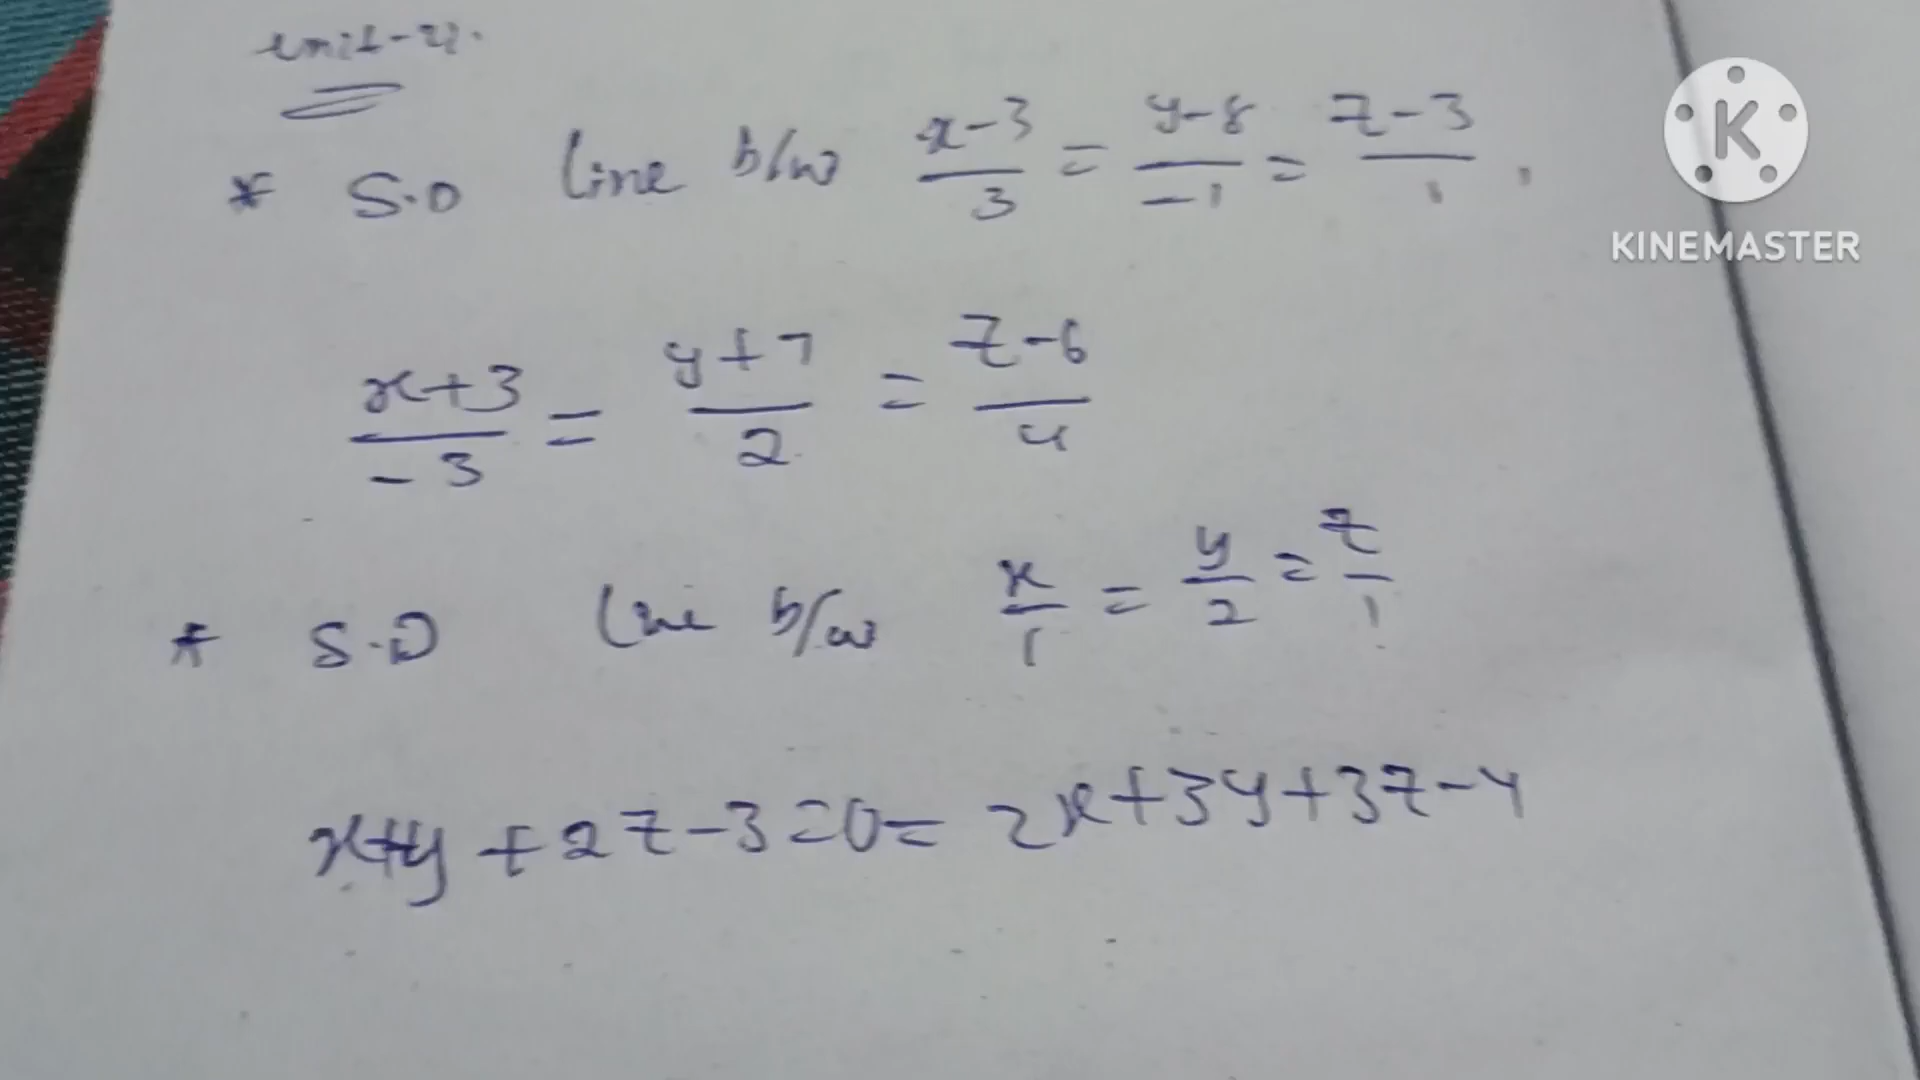 unit-21.
* S.D line b/w x-3/3 = y-8/-1 = z-3/1,
KINEMASTER
x+3/-3 = y+7/2 = z-6/4
* S.D line b/w x/1 = y/2 = z/1
x+y+2z-3=0=2x+3y+3z-4